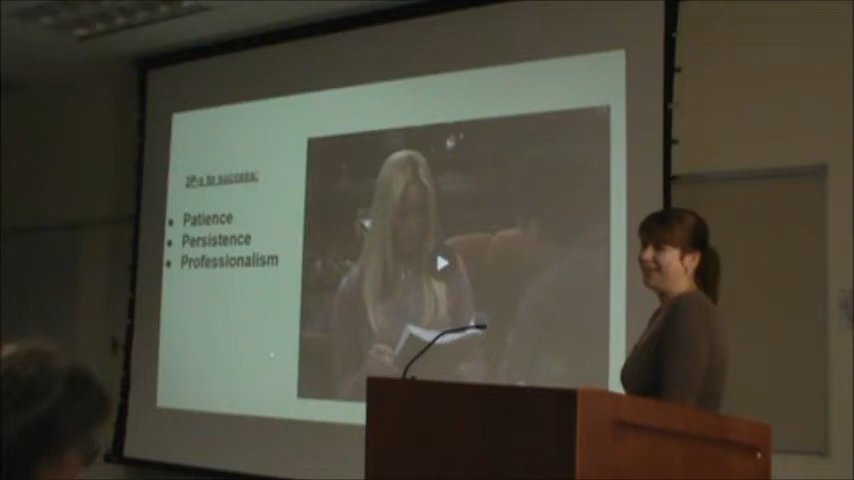 3P-s to success:
• Patience
• Persistence
• Professionalism